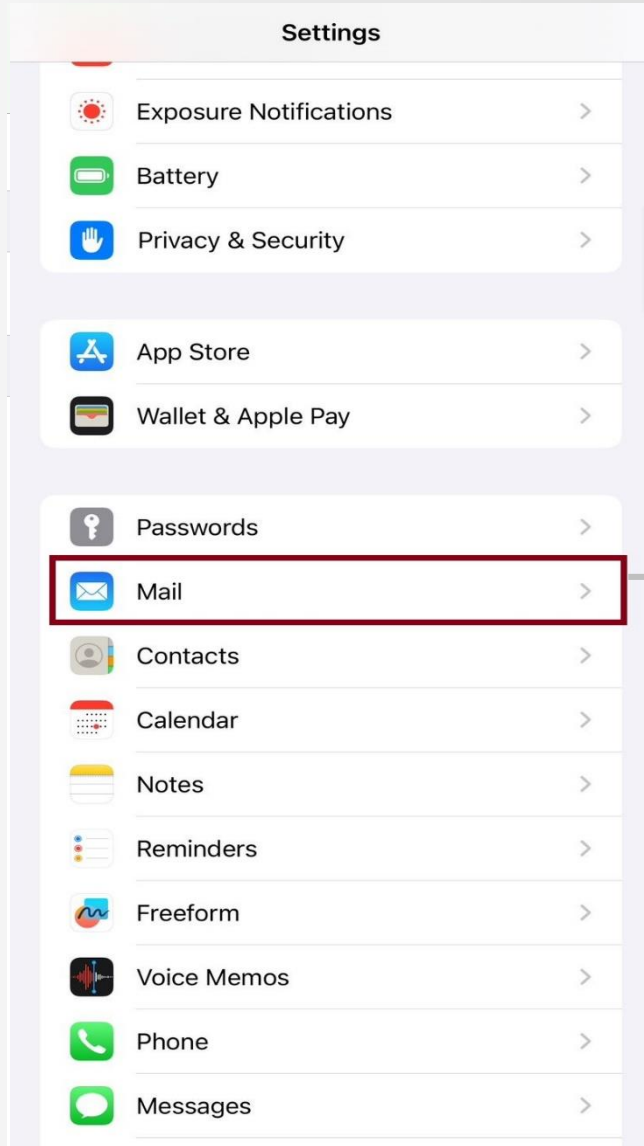 Settings
Exposure Notifications
Battery
Privacy & Security
App Store
Wallet & Apple Pay
Passwords
Mail
Contacts
Calendar
Notes
Reminders
Freeform
Voice Memos
Phone
Messages